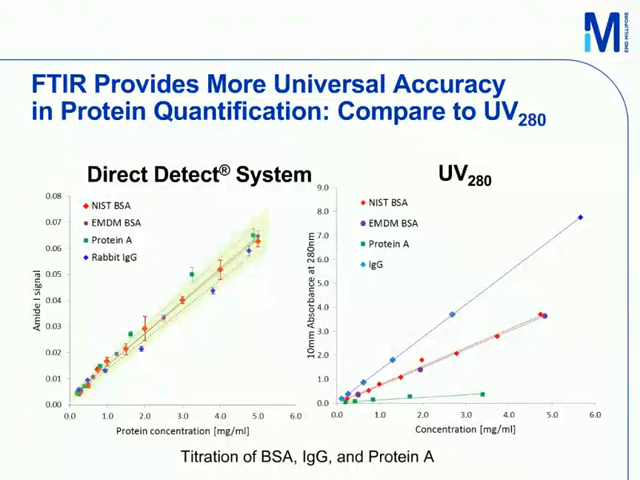 M
EMD MILLIPORE
FTIR Provides More Universal Accuracy
in Protein Quantification: Compare to UV280
Direct Detect® System
0.08
0.07
0.06
0.05
0.04
0.03
0.02
0.01
0.00
Amide I signal
NIST BSA
EMDM BSA
Protein A
Rabbit IgG
0.0 1.0 2.0 3.0 4.0 5.0 6.0
Protein concentration [mg/ml]
UV280
9.0
8.0
7.0
6.0
5.0
4.0
3.0
2.0
1.0
0.0
10mm Absorbance at 280nm
NIST BSA
EMDM BSA
Protein A
IgG
0.0 1.0 2.0 3.0 4.0 5.0 6.0
Concentration [mg/ml]
Titration of BSA, IgG, and Protein A